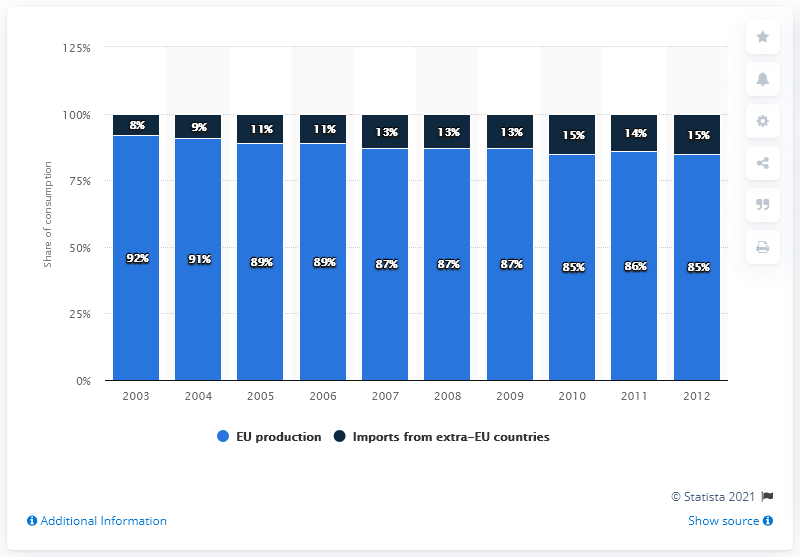 125%
100%
75%
50%
25%
0%
Share of consumption
8% 9% 11% 11% 13% 13% 13% 15% 14% 15%
92% 91% 89% 89% 87% 87% 87% 85% 86% 85%
2003 2004 2005 2006 2007 2008 2009 2010 2011 2012
EU production Imports from extra-EU countries
© Statista 2021
Additional Information Show source